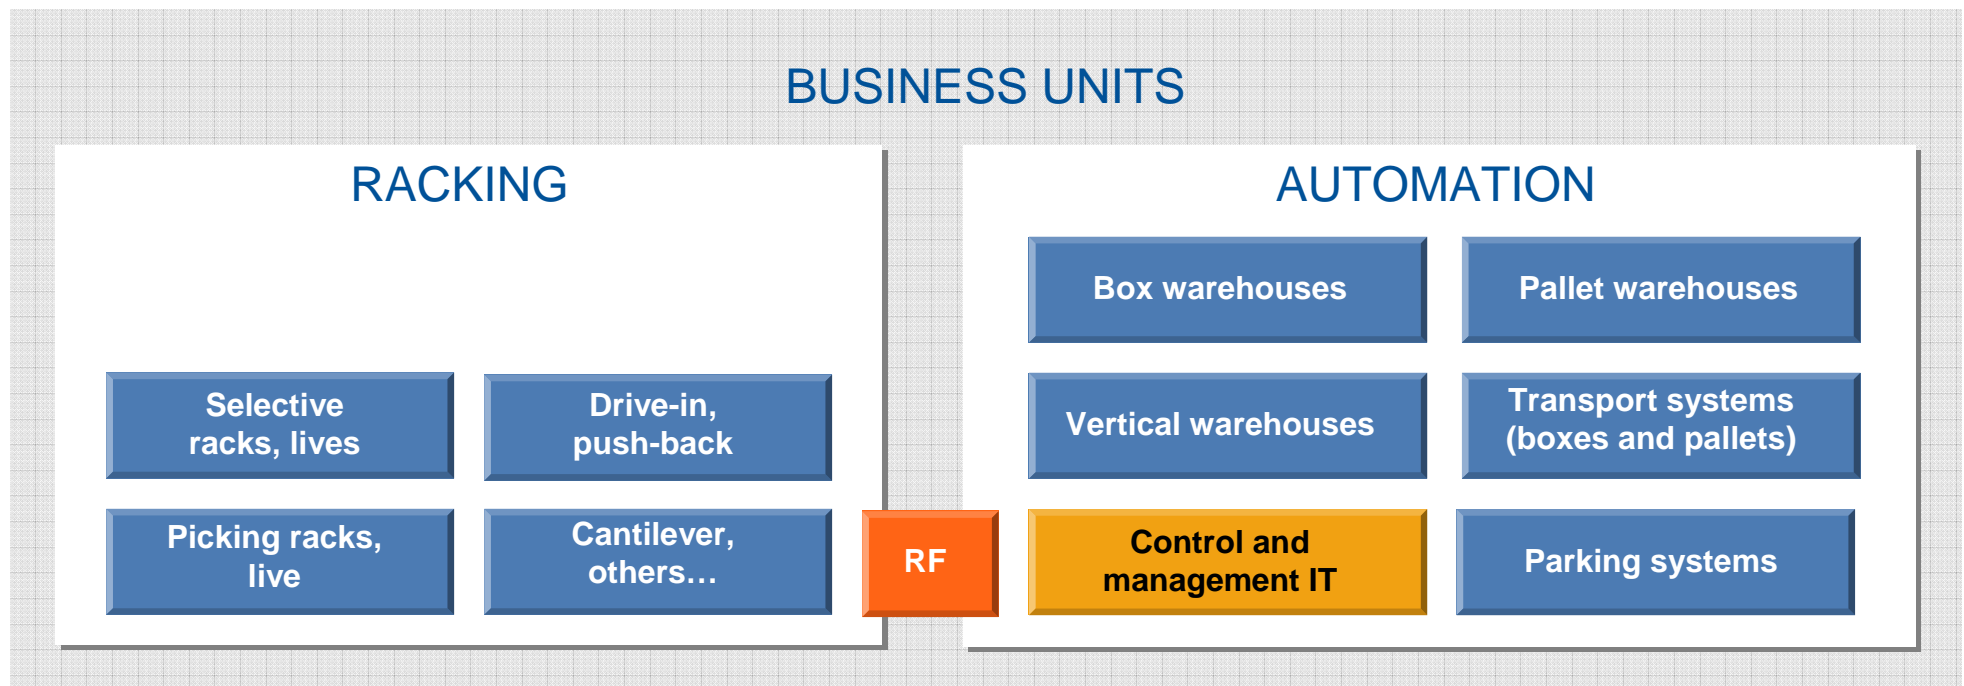 BUSINESS UNITS
RACKING
Selective
racks, lives
Drive-in,
push-back
Picking racks,
live
Cantilever,
others…
RF
AUTOMATION
Box warehouses
Pallet warehouses
Vertical warehouses
Transport systems
(boxes and pallets)
Control and
management IT
Parking systems